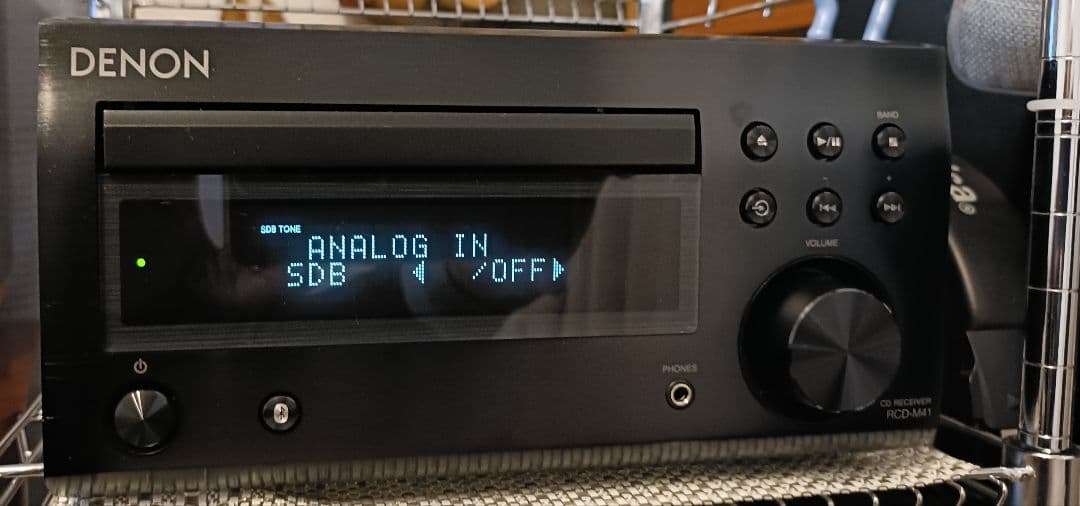 DENON
BAND
SDB TONE
ANALOG IN
SDB ◀ /OFF▶
- +
VOLUME
PHONES
CD RECEIVER
RCD-M41